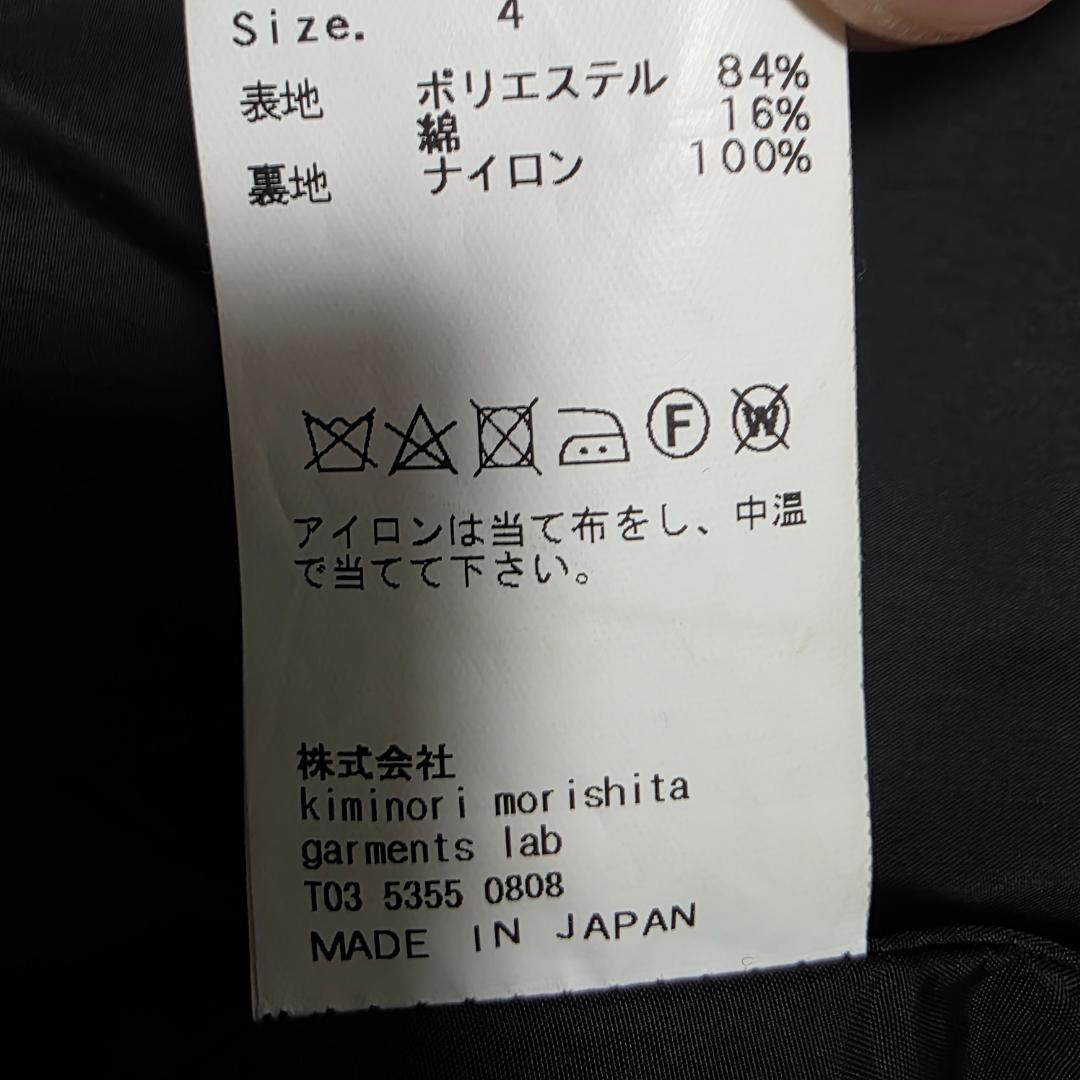 Size. 4
表地 ポリエステル 84%
綿 16%
裏地 ナイロン 100%
F W
アイロンは当て布をし、中温
で当てて下さい。
株式会社
kiminori morishita
garments lab
T03 5355 0808
MADE IN JAPAN